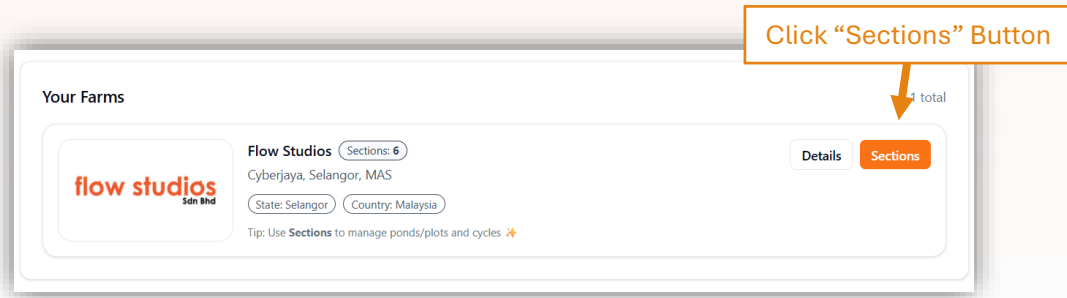 Click “Sections” Button
Your Farms
1 total
flow studios
Sdn Bhd
Flow Studios Sections: 6
Cyberjaya, Selangor, MAS
State: Selangor Country: Malaysia
Tip: Use Sections to manage ponds/plots and cycles ✨
Details Sections